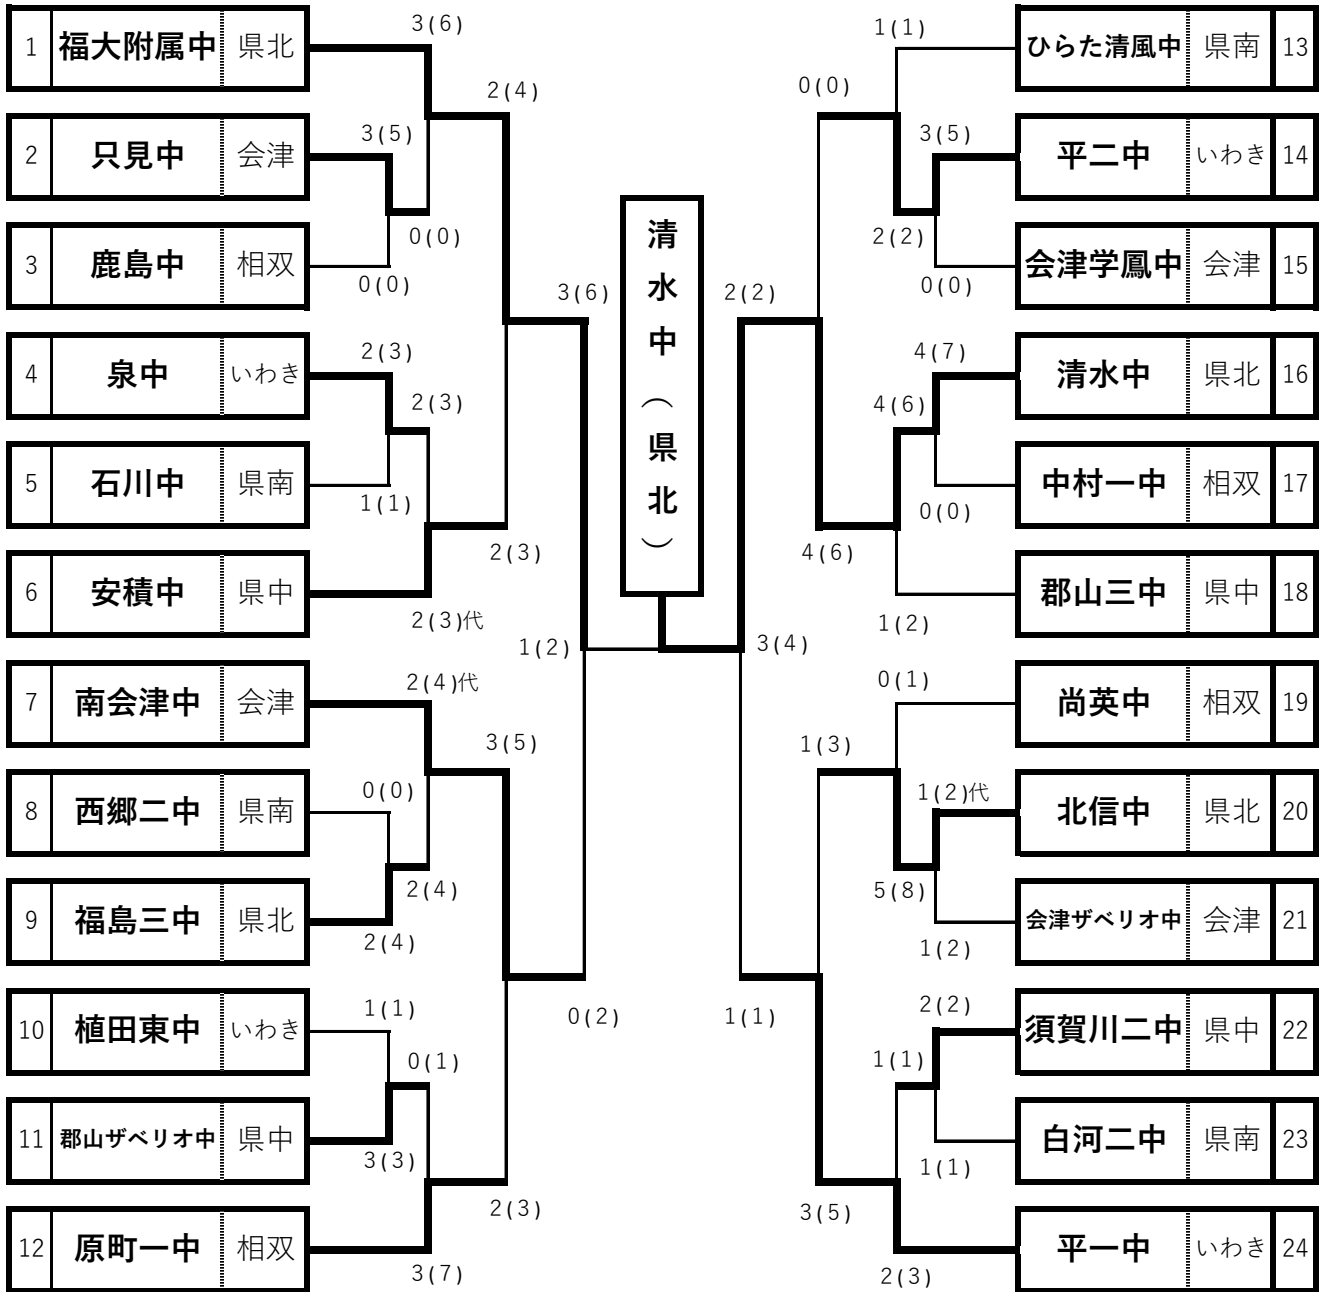 1 福大附属中 県北
2 只見中 会津
3 鹿島中 相双
4 泉中 いわき
5 石川中 県南
6 安積中 県中
7 南会津中 会津
8 西郷二中 県南
9 福島三中 県北
10 植田東中 いわき
11 郡山ザベリオ中 県中
12 原町一中 相双
3(6)
2(4)
3(5)
0(0)
0(0)
3(6)
2(3)
2(3)
1(1)
2(3)
2(3)代
1(2)
2(4)代
3(5)
0(0)
2(4)
2(4)
1(1)
0(1)
0(2)
3(3)
2(3)
3(7)
清水中(県北)
1(1)
0(0)
3(5)
2(2)
0(0)
2(2)
4(7)
4(6)
0(0)
4(6)
1(2)
3(4)
0(1)
1(3)
1(2)代
5(8)
1(2)
2(2)
1(1)
1(1)
1(1)
3(5)
2(3)
ひらた清風中 県南 13
平二中 いわき 14
会津学鳳中 会津 15
清水中 県北 16
中村一中 相双 17
郡山三中 県中 18
尚英中 相双 19
北信中 県北 20
会津ザベリオ中 会津 21
須賀川二中 県中 22
白河二中 県南 23
平一中 いわき 24